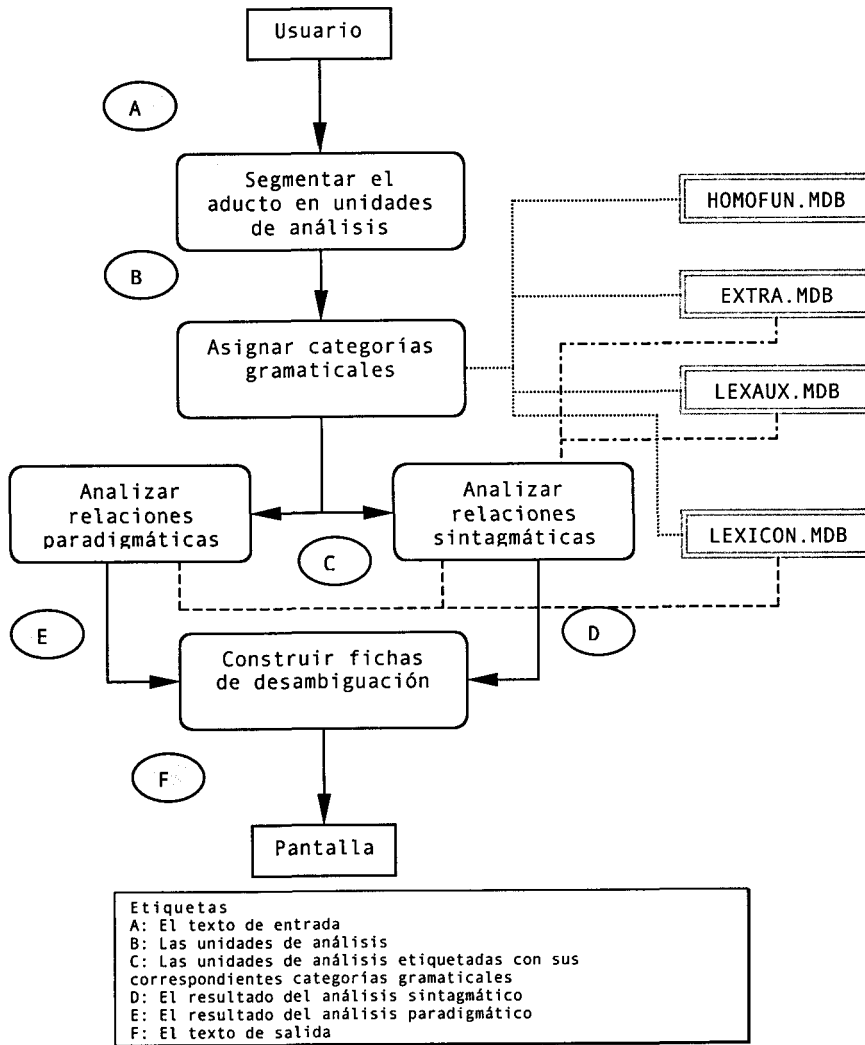 Usuario
A
Segmentar el
aducto en unidades
de análisis
HOMOFUN.MDB
B
EXTRA.MDB
Asignar categorías
gramaticales
LEXAUX.MDB
Analizar
relaciones
paradigmáticas
Analizar
relaciones
sintagmáticas
LEXICON.MDB
C
E
D
Construir fichas
de desambiguación
F
Pantalla
Etiquetas
A: El texto de entrada
B: Las unidades de análisis
C: Las unidades de análisis etiquetadas con sus
correspondientes categorías gramaticales
D: El resultado del análisis sintagmático
E: El resultado del análisis paradigmático
F: El texto de salida